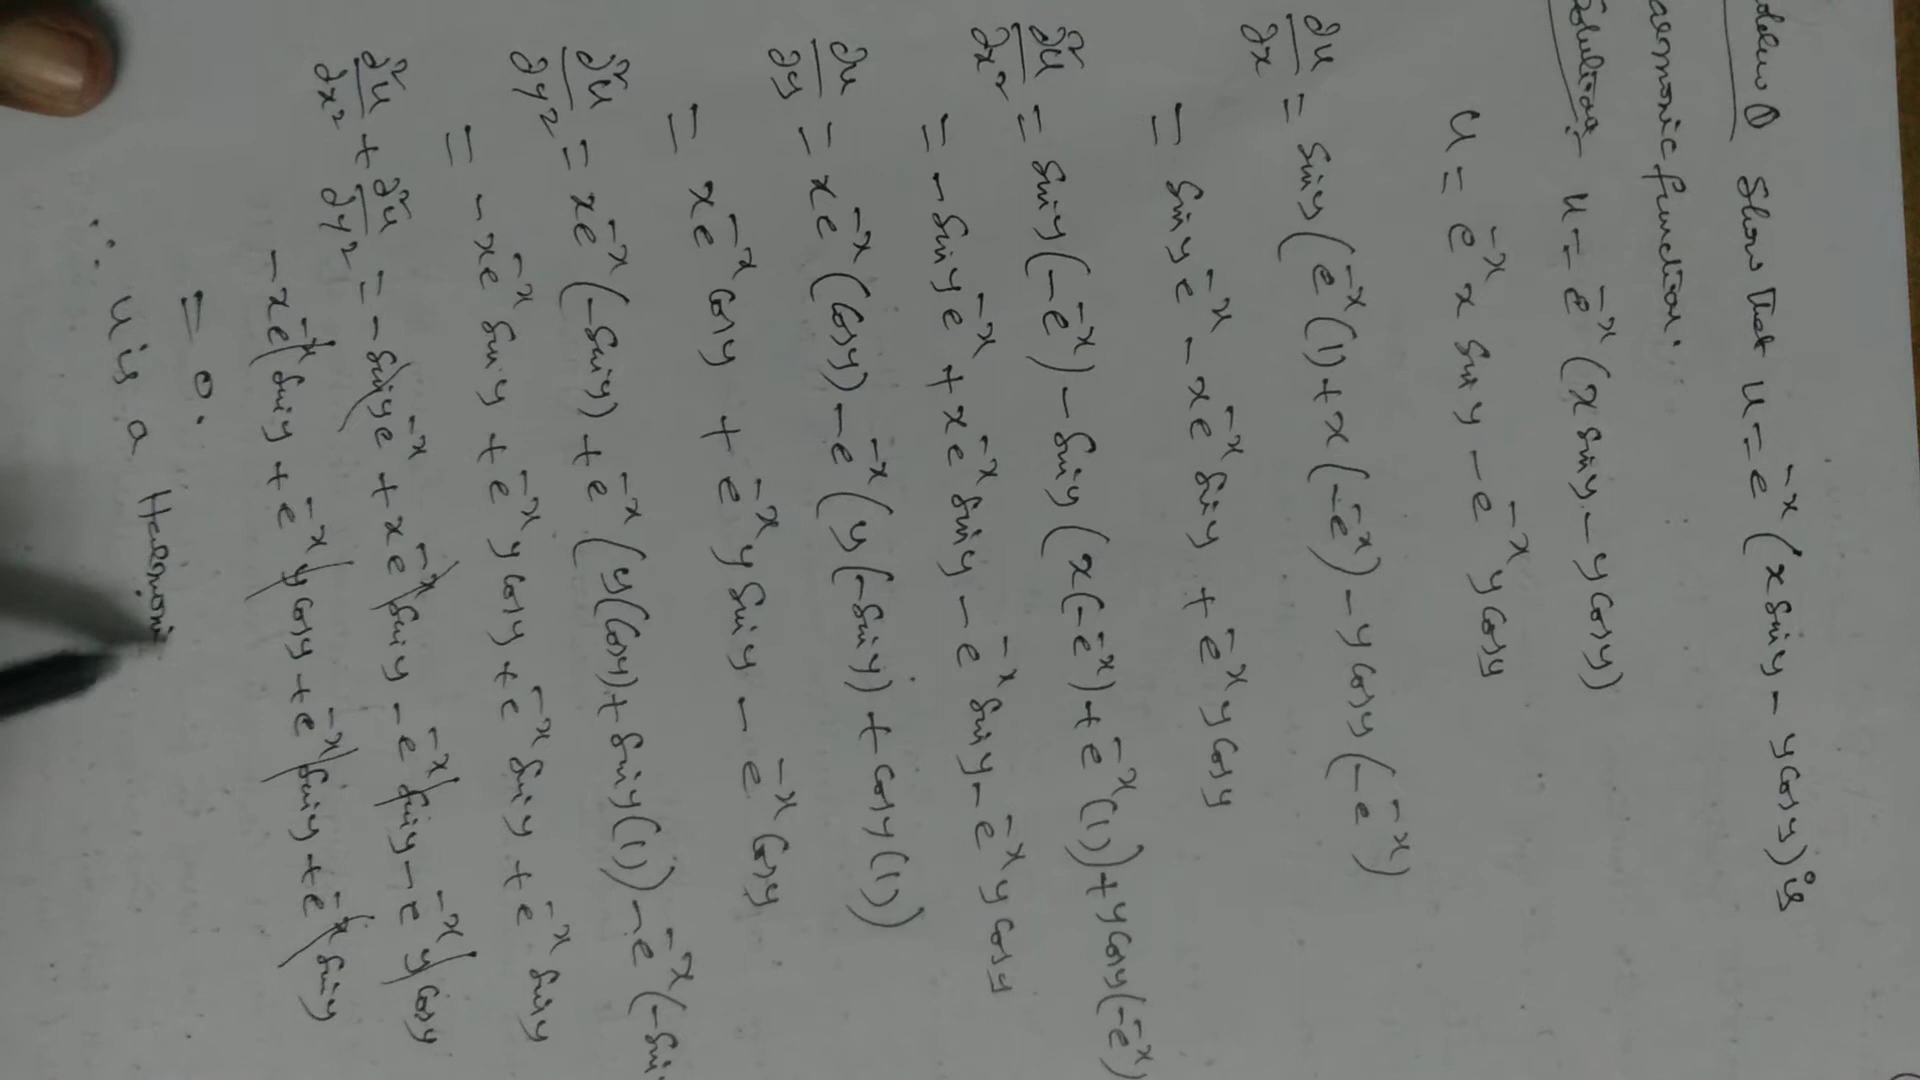 Show that u = e^{-x} (x sin y - y cos y) is
harmonic function.
Solution:- u = e^{-x} (x sin y - y cos y)
u = e^{-x} x sin y - e^{-x} y cos y
∂u/∂x = sin y (e^{-x} (1) + x (-e^{-x}) - y cos y (-e^{-x})
= sin y e^{-x} - x e^{-x} sin y + e^{-x} y cos y
∂²u/∂x² = sin y (-e^{-x}) - sin y (x(-e^{-x}) + e^{-x} (1)) + y cos y (-e^{-x})
= - sin y e^{-x} + x e^{-x} sin y - e^{-x} sin y - e^{-x} y cos y
∂u/∂y = x e^{-x} (cos y) - e^{-x} (y (-sin y) + cos y (1))
= x e^{-x} cos y + e^{-x} y sin y - e^{-x} cos y
∂²u/∂y² = x e^{-x} (-sin y) + e^{-x} (y (cos y) + sin y (1)) - e^{-x} (-sin
= - x e^{-x} sin y + e^{-x} y cos y + e^{-x} sin y + e^{-x} sin y
∂²u/∂x² + ∂²u/∂y² = - sin y e^{-x} + x e^{-x} sin y - e^{-x} sin y - e^{-x} y cos y
- x e^{-x} sin y + e^{-x} y cos y + e^{-x} sin y + e^{-x} sin y
= 0.
∴ u is a Harmoni